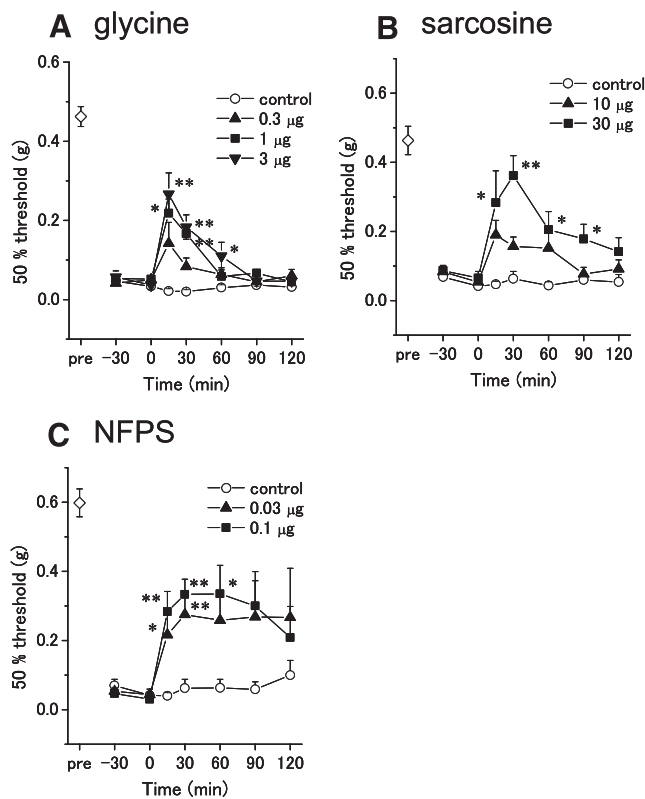 A glycine
50 % threshold (g)
0.6
0.4
0.2
0.0
control
0.3 μg
1 μg
3 μg
**
*
**
**
*
pre -30 0 30 60 90 120
Time (min)
B sarcosine
50 % threshold (g)
0.6
0.4
0.2
0.0
control
10 μg
30 μg
*
**
*
*
pre -30 0 30 60 90 120
Time (min)
C NFPS
50 % threshold (g)
0.6
0.4
0.2
0.0
control
0.03 μg
0.1 μg
**
**
*
*
**
pre -30 0 30 60 90 120
Time (min)